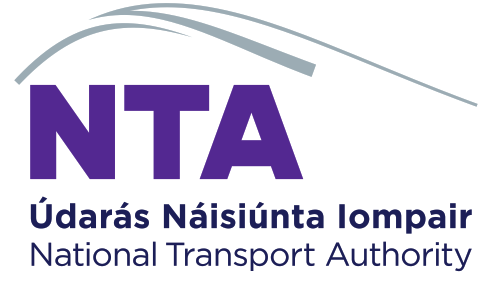 NTA
Údarás Náisiúnta Iompair
National Transport Authority